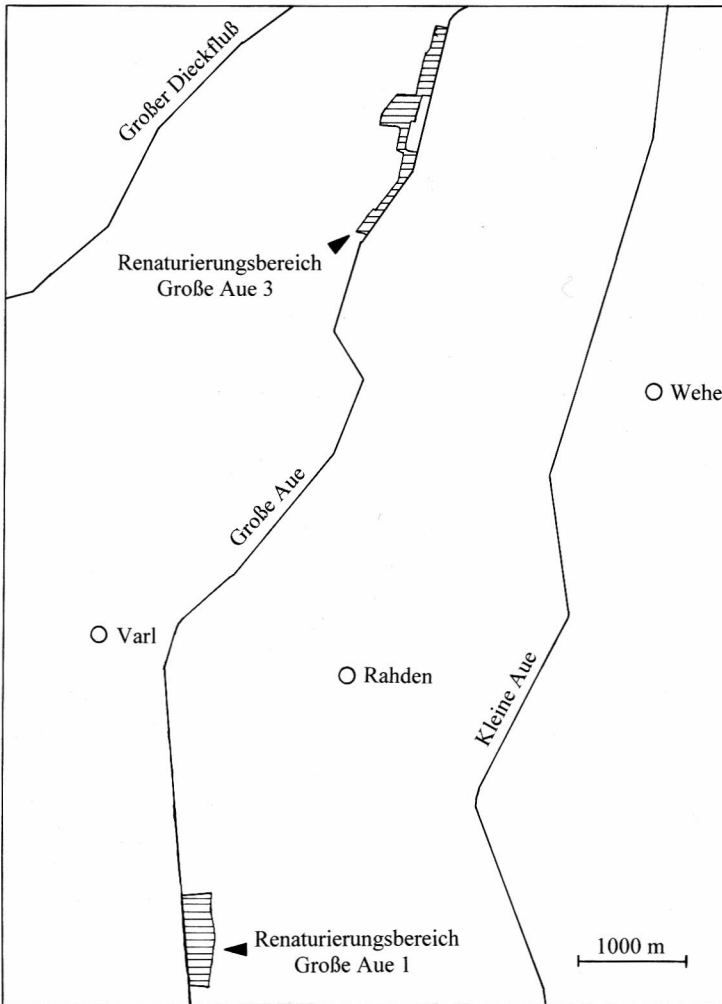 Großer Dieckfluß
Renaturierungsbereich
Große Aue 3
Wehe
Große Aue
Varl
Rahden
Kleine Aue
Renaturierungsbereich
Große Aue 1
1000 m